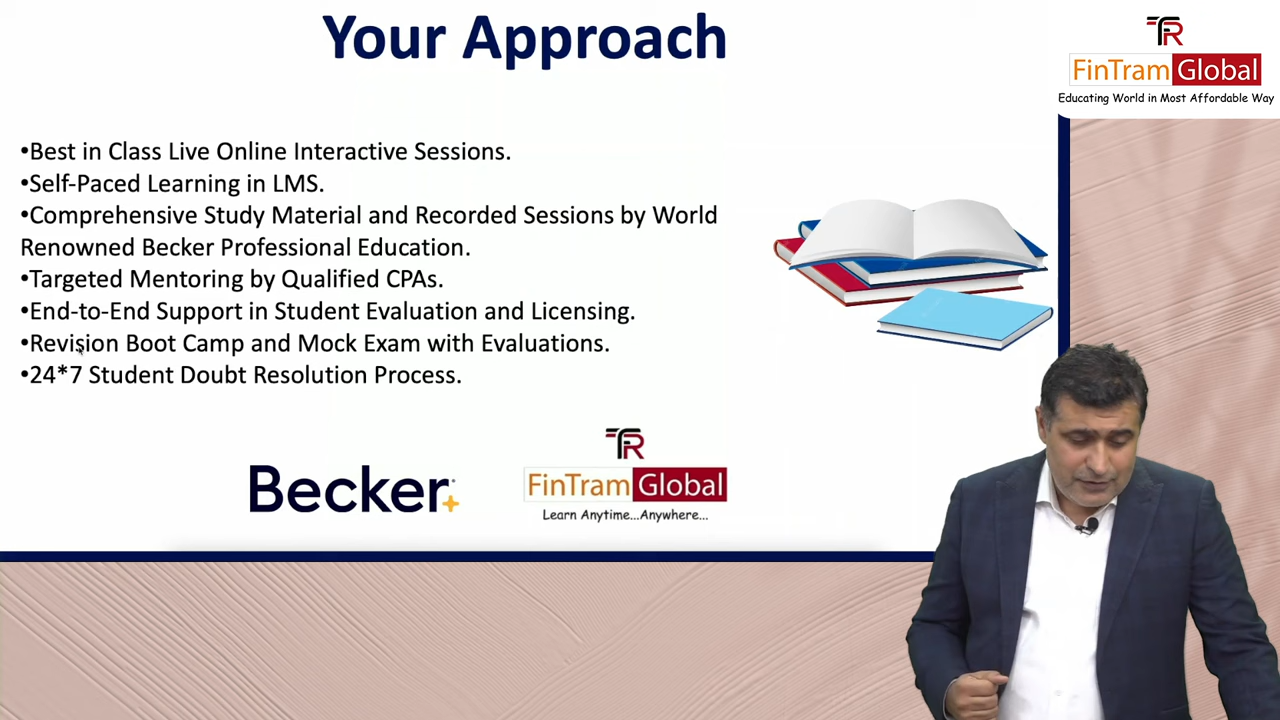 Your Approach
TR
FinTram Global
Educating World in Most Affordable Way
•Best in Class Live Online Interactive Sessions.
•Self-Paced Learning in LMS.
•Comprehensive Study Material and Recorded Sessions by World
Renowned Becker Professional Education.
•Targeted Mentoring by Qualified CPAs.
•End-to-End Support in Student Evaluation and Licensing.
•Revision Boot Camp and Mock Exam with Evaluations.
•24*7 Student Doubt Resolution Process.
Becker+
TR
FinTram Global
Learn Anytime...Anywhere...